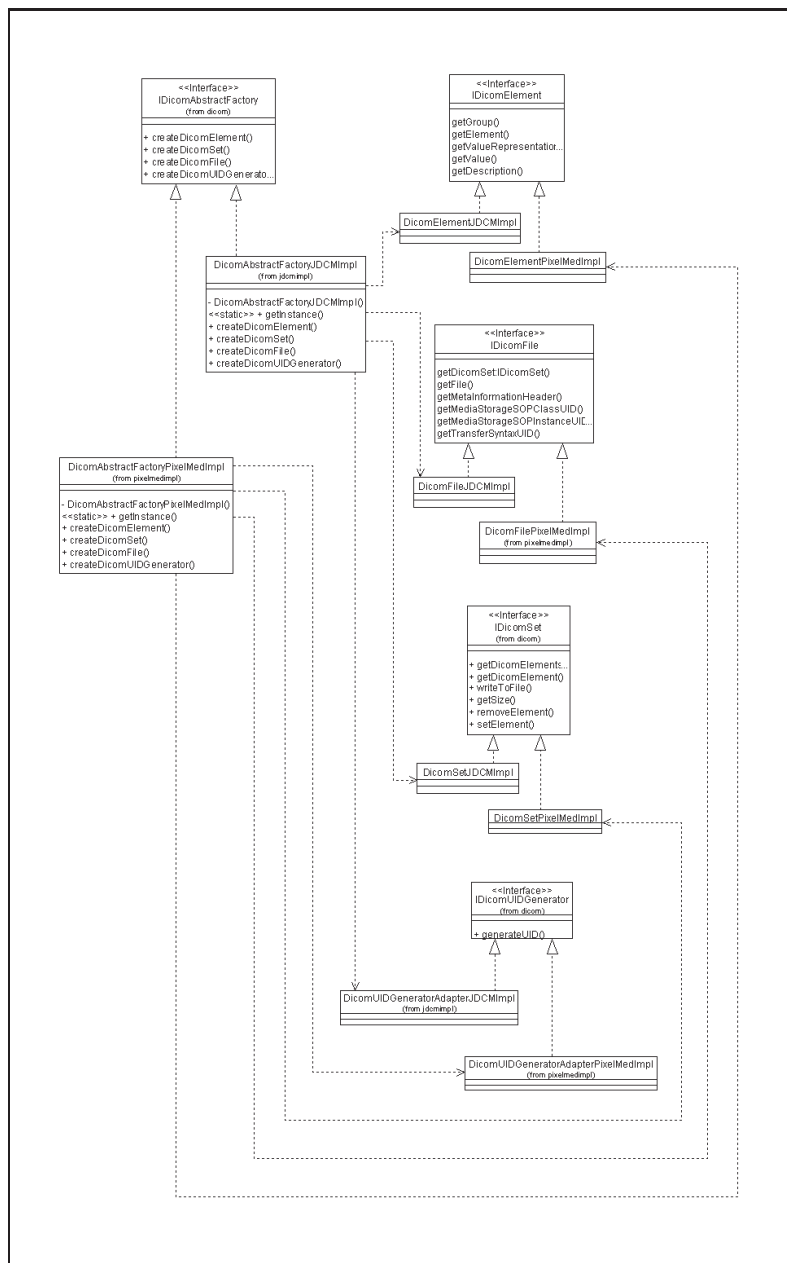 <<Interface>>
IDicomAbstractFactory
(from dicom)
+ createDicomElement()
+ createDicomSet()
+ createDicomFile()
+ createDicomUIDGenerato...
<<Interface>>
IDicomElement
getGroup()
getElement()
getValueRepresentation...
getValue()
getDescription()
DicomElementJDCMImpl
DicomElementPixelMedImpl
DicomAbstractFactoryJDCMImpl
(from jdcmimpl)
- DicomAbstractFactoryJDCMImpl()
<<static>> + getInstance()
+ createDicomElement()
+ createDicomSet()
+ createDicomFile()
+ createDicomUIDGenerator()
<<Interface>>
IDicomFile
getDicomSet:IDicomSet()
getFile()
getMetaInformationHeader()
getMediaStorageSOPClassUID()
getMediaStorageSOPInstanceUID...
getTransferSyntaxUID()
DicomAbstractFactoryPixelMedImpl
(from pixelmedimpl)
- DicomAbstractFactoryPixelMedImpl()
<<static>> + getInstance()
+ createDicomElement()
+ createDicomSet()
+ createDicomFile()
+ createDicomUIDGenerator()
DicomFileJDCMImpl
DicomFilePixelMedImpl
(from pixelmedimpl)
<<Interface>>
IDicomSet
(from dicom)
+ getDicomElements...
+ getDicomElement()
+ writeToFile()
+ getSize()
+ removeElement()
+ setElement()
DicomSetJDCMImpl
DicomSetPixelMedImpl
<<Interface>>
IDicomUIDGenerator
(from dicom)
+ generateUID()
DicomUIDGeneratorAdapterJDCMImpl
(from jdcmimpl)
DicomUIDGeneratorAdapterPixelMedImpl
(from pixelmedimpl)